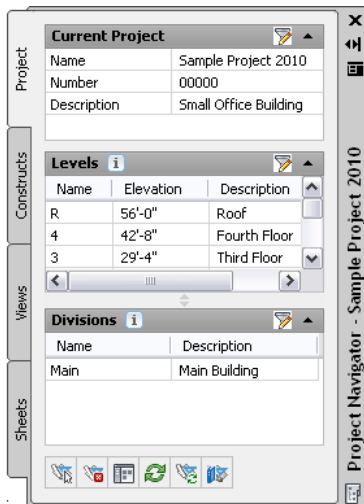 Current Project
Name Sample Project 2010
Number 00000
Description Small Office Building
Levels i
Name Elevation Description
R 56'-0" Roof
4 42'-8" Fourth Floor
3 29'-4" Third Floor
Divisions i
Name Description
Main Main Building
Project
Constructs
Views
Sheets
Project Navigator - Sample Project 2010